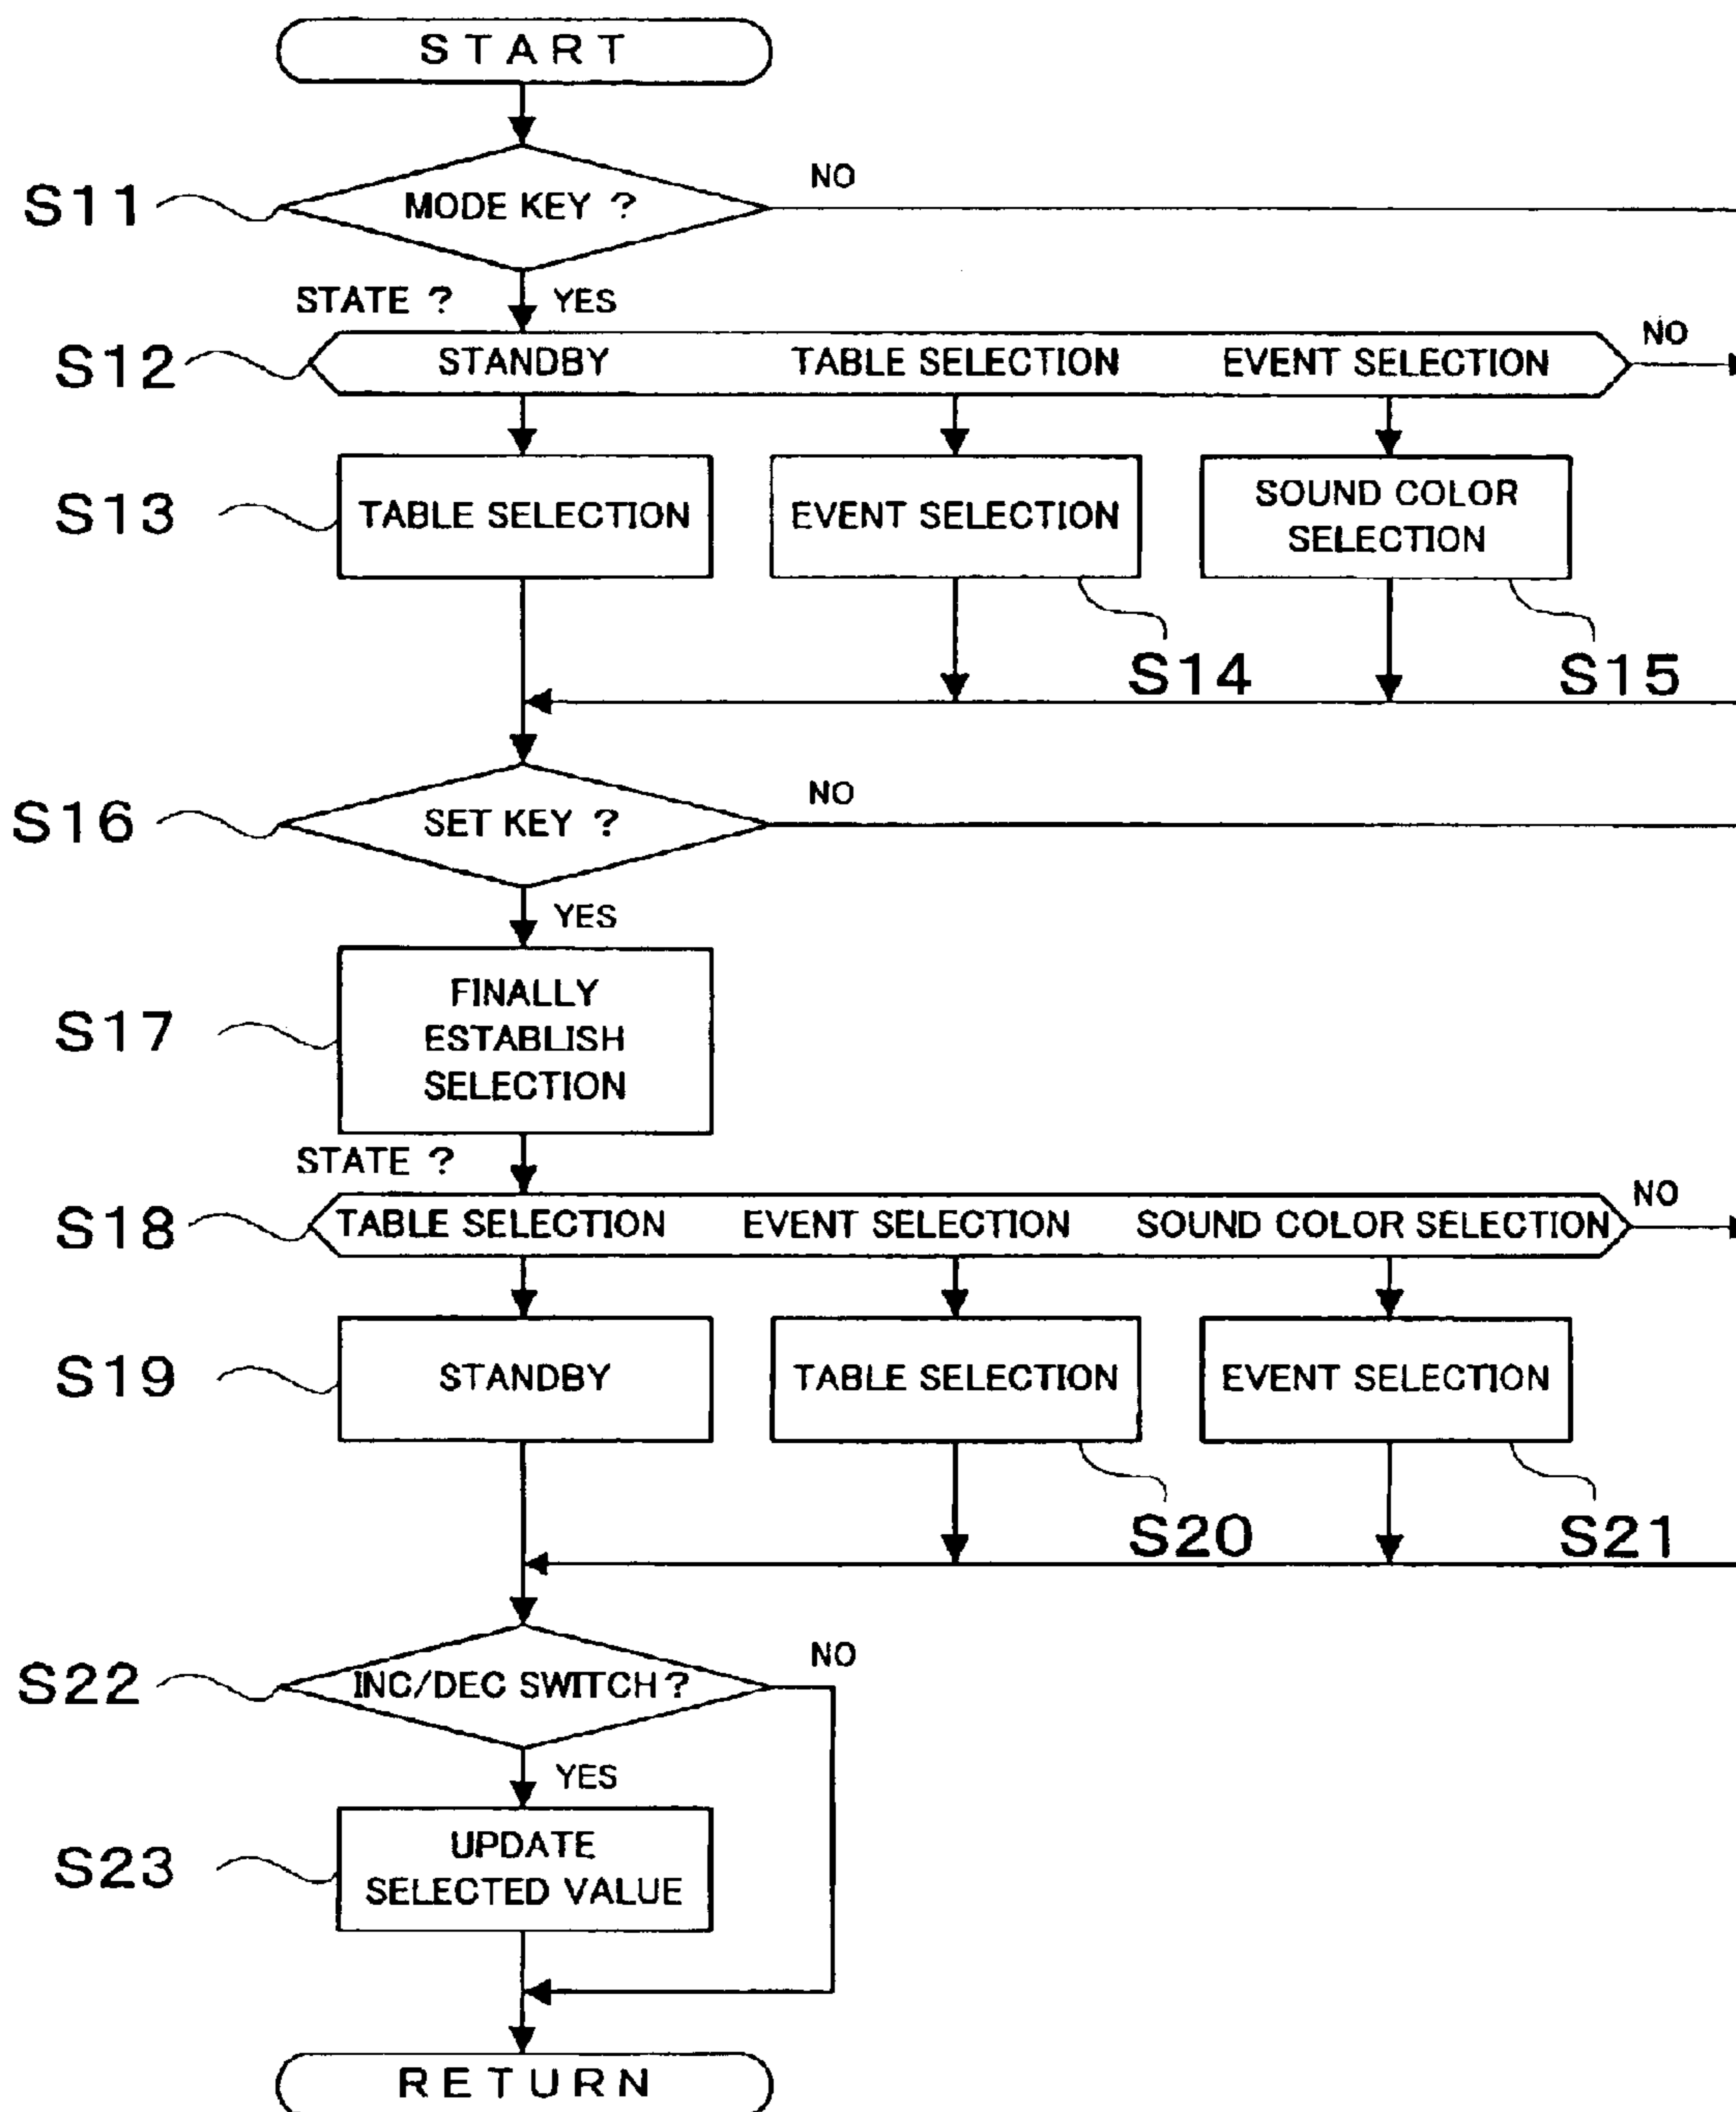 START
NO
S11
MODE KEY ?
STATE ?
YES
NO
S12
STANDBY
TABLE SELECTION
EVENT SELECTION
S13
TABLE SELECTION
EVENT SELECTION
SOUND COLOR
SELECTION
S14
S15
NO
S16
SET KEY ?
YES
S17
FINALLY
ESTABLISH
SELECTION
STATE ?
NO
S18
TABLE SELECTION
EVENT SELECTION
SOUND COLOR SELECTION
S19
STANDBY
TABLE SELECTION
EVENT SELECTION
S20
S21
NO
S22
INC/DEC SWITCH ?
YES
S23
UPDATE
SELECTED VALUE
RETURN